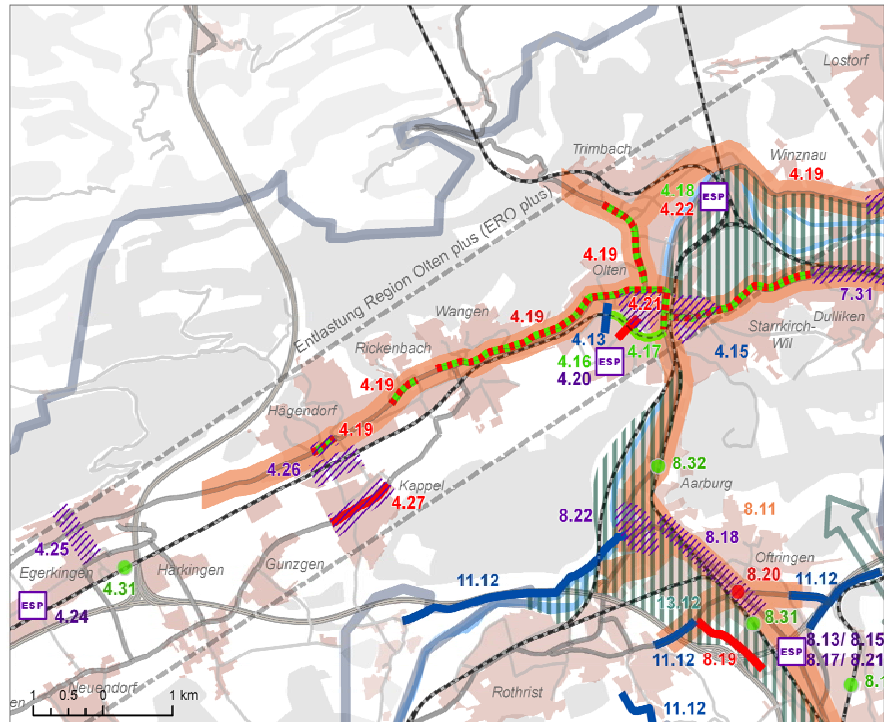 Lostorf
Trimbach
Winznau
4.19
4.18
4.22
ESP
Entlastung Region Olten plus (ERO plus)
4.19
Olten
7.31
4.21
Dulliken
Starrkirch-
Wil
Wangen
4.19
4.13
4.17
4.15
Rickenbach
4.16
ESP
4.20
4.19
Hägendorf
4.19
4.26
8.32
Kappel
4.27
Aarburg
8.11
8.22
8.18
4.25
Oftringen
Egerkingen
4.31
Härkingen
Gunzgen
11.12
8.20
11.12
ESP
4.24
13.12
8.31
8.13/ 8.15
ESP
8.17/ 8.21
11.12
8.19
Neuendorf
Rothrist
11.12
1 0.5 0 1 km